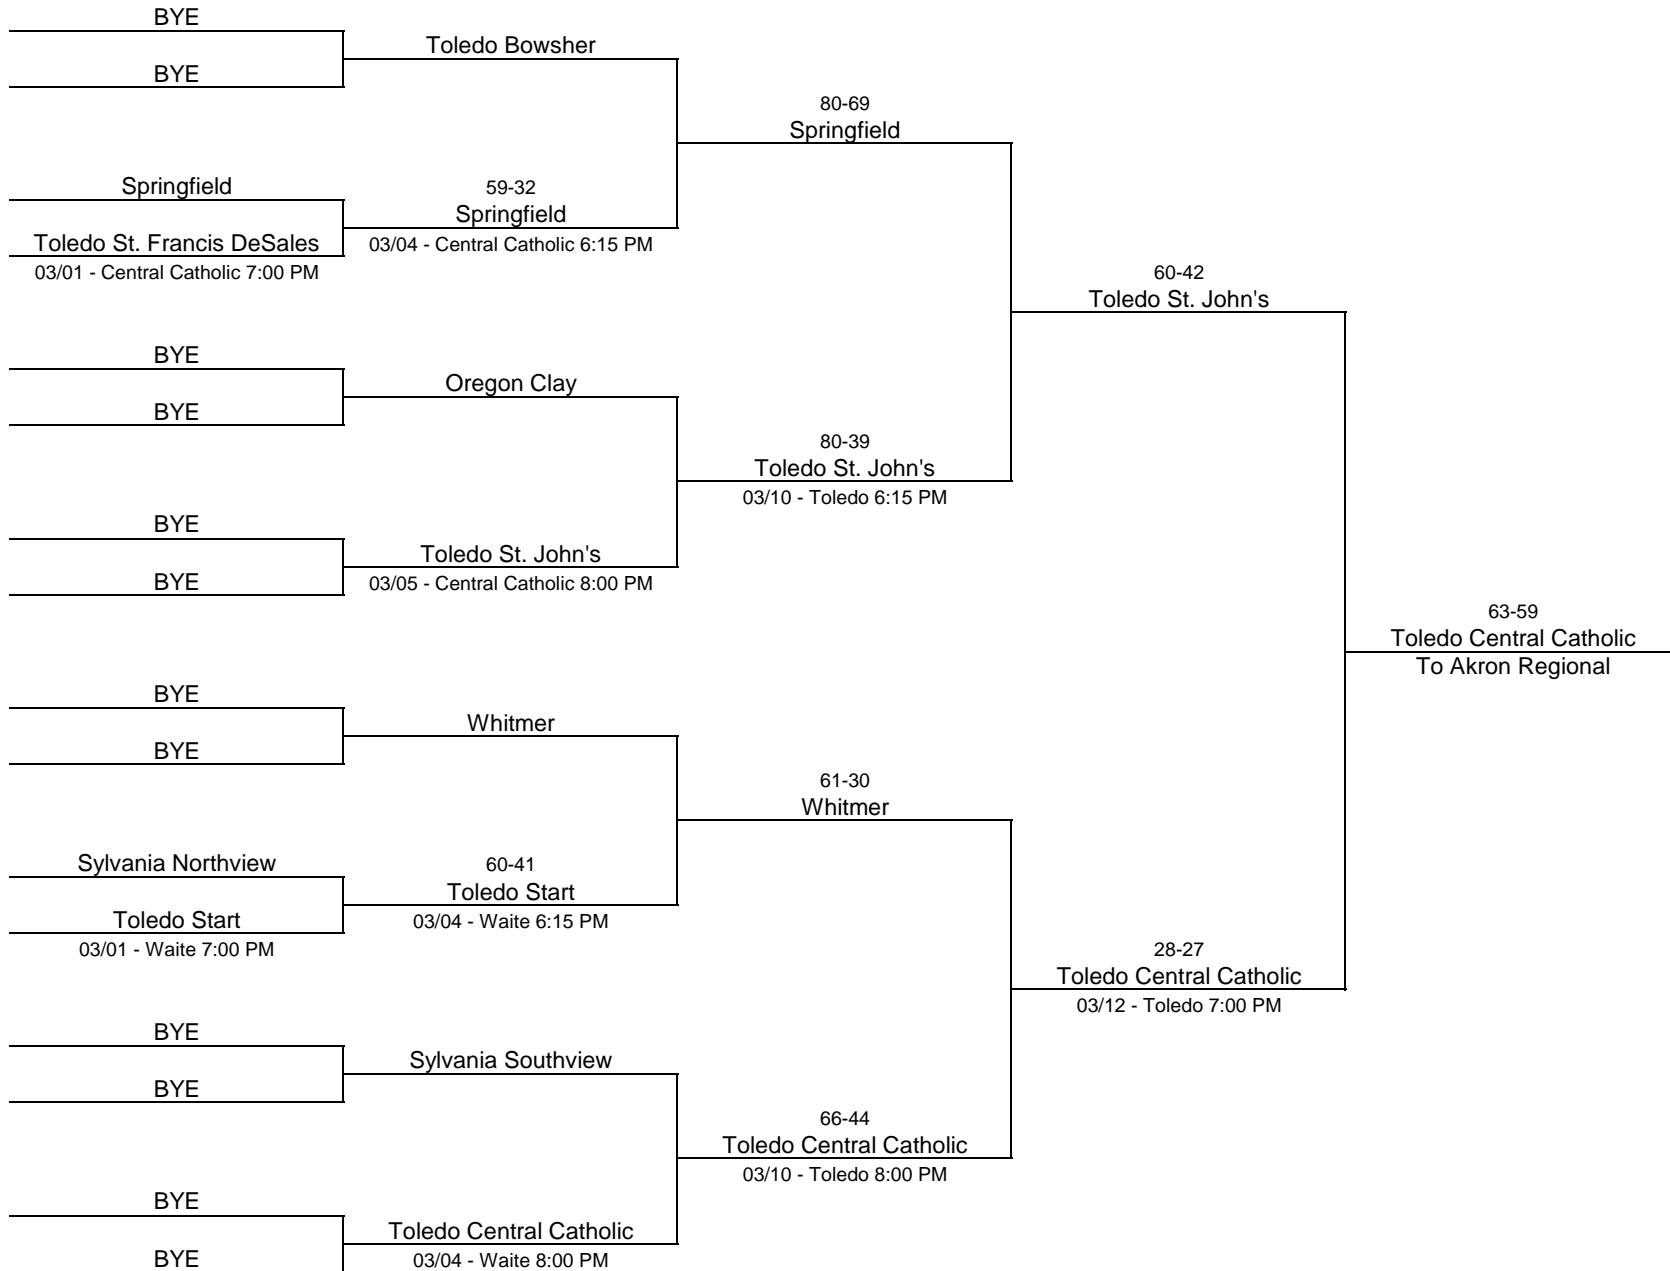 BYE
Toledo Bowsher
BYE
80-69
Springfield
Springfield
59-32
Springfield
Toledo St. Francis DeSales
03/04 - Central Catholic 6:15 PM
03/01 - Central Catholic 7:00 PM
60-42
Toledo St. John's
BYE
Oregon Clay
BYE
80-39
Toledo St. John's
03/10 - Toledo 6:15 PM
BYE
Toledo St. John's
BYE
03/05 - Central Catholic 8:00 PM
63-59
Toledo Central Catholic
To Akron Regional
BYE
Whitmer
BYE
61-30
Whitmer
Sylvania Northview
60-41
Toledo Start
Toledo Start
03/04 - Waite 6:15 PM
03/01 - Waite 7:00 PM
28-27
Toledo Central Catholic
03/12 - Toledo 7:00 PM
BYE
Sylvania Southview
BYE
66-44
Toledo Central Catholic
03/10 - Toledo 8:00 PM
BYE
Toledo Central Catholic
BYE
03/04 - Waite 8:00 PM